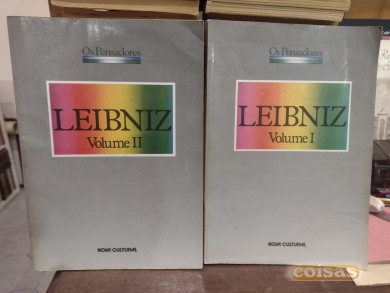 Os Pensadores
LEIBNIZ
Volume II
NOVA CULTURAL
Os Pensadores
LEIBNIZ
Volume I
NOVA CULTURAL
coisas